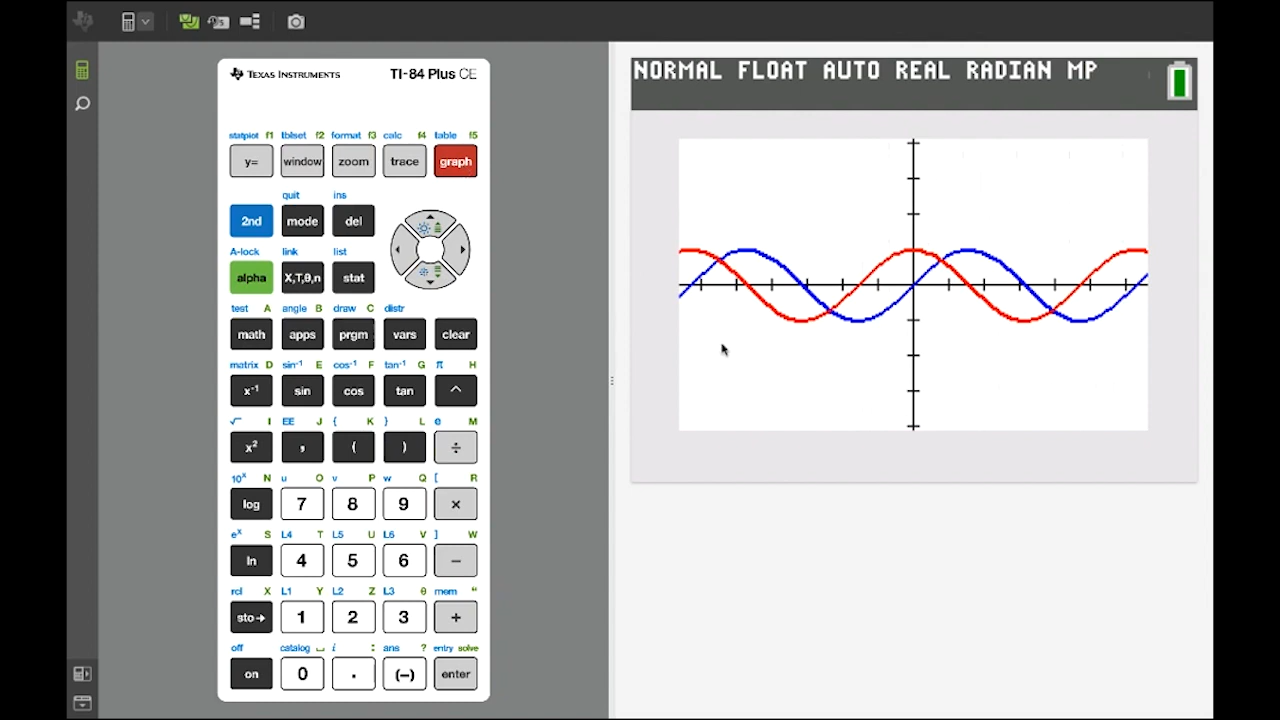 TEXAS INSTRUMENTS TI-84 Plus CE
NORMAL FLOAT AUTO REAL RADIAN MP
statplot f1 tblset f2 format f3 calc f4 table f5
y= window zoom trace graph
quit ins
2nd mode del
A-lock link list
alpha X,T,θ,n stat
test A angle B draw C distr
math apps prgm vars clear
matrix D sin⁻¹ E cos⁻¹ F tan⁻¹ G π H
x⁻¹ sin cos tan ^
√ I EE J { K } L e M
x² , ( ) ÷
10ˣ N u O v P w Q [ R
log 7 8 9 ×
eˣ S L4 T L5 U L6 V ] W
ln 4 5 6 −
rcl X L1 Y L2 Z L3 θ mem “
sto→ 1 2 3 +
off catalog ⎵ i : ans ? entry solve
on 0 . (−) enter